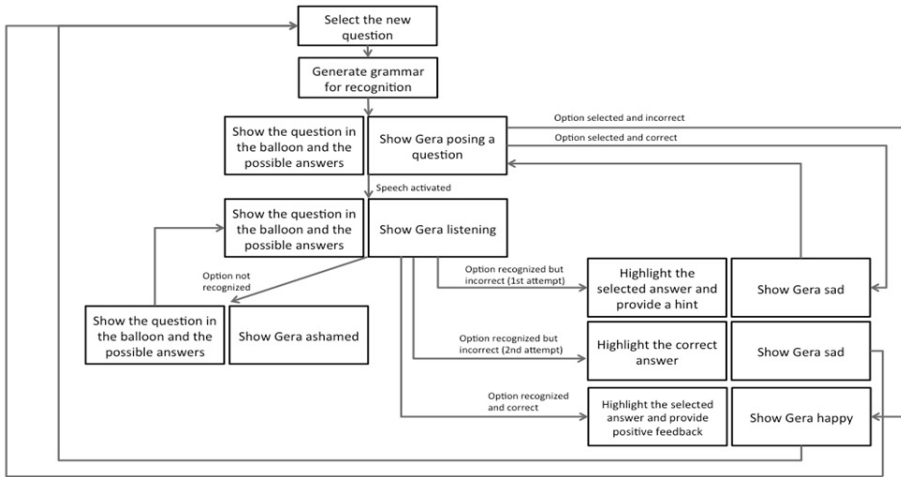 Select the new
question
Generate grammar
for recognition
Show the question in
the balloon and the
possible answers
Show Gera posing a
question
Option selected and incorrect
Option selected and correct
Speech activated
Show the question in
the balloon and the
possible answers
Show Gera listening
Option not
recognized
Show the question in
the balloon and the
possible answers
Show Gera ashamed
Option recognized but
incorrect (1st attempt)
Highlight the
selected answer and
provide a hint
Show Gera sad
Option recognized but
incorrect (2nd attempt)
Highlight the correct
answer
Show Gera sad
Option recognized
and correct
Highlight the selected
answer and provide
positive feedback
Show Gera happy